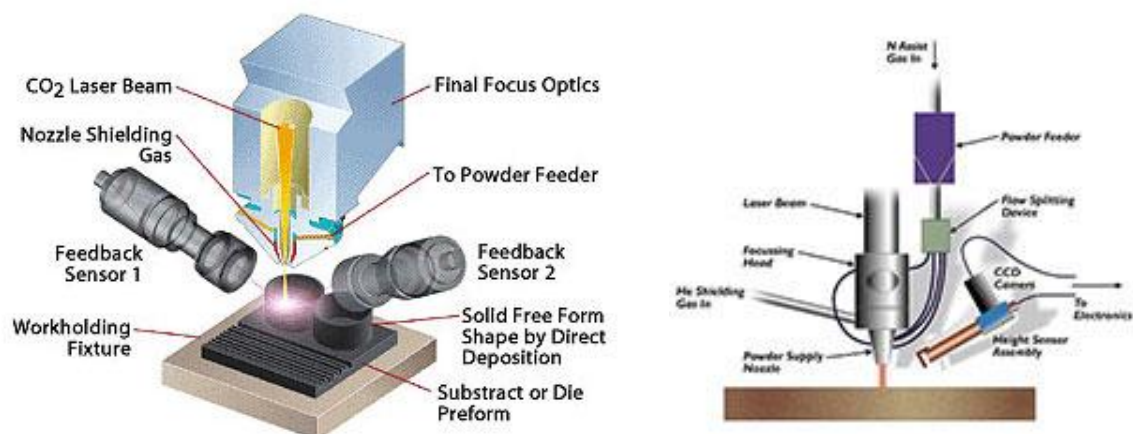 CO2 Laser Beam
Final Focus Optics
Nozzle Shielding
Gas
To Powder Feeder
Feedback
Sensor 1
Feedback
Sensor 2
Workholding
Fixture
Solid Free Form
Shape by Direct
Deposition
Substract or Die
Preform
N Assist
Gas In
Powder Feeder
Laser Beam
Flow Splitting
Device
Focussing
Head
CCD
Camera
He Shielding
Gas In
To
Electronics
Height Sensor
Assembly
Powder Supply
Nozzle